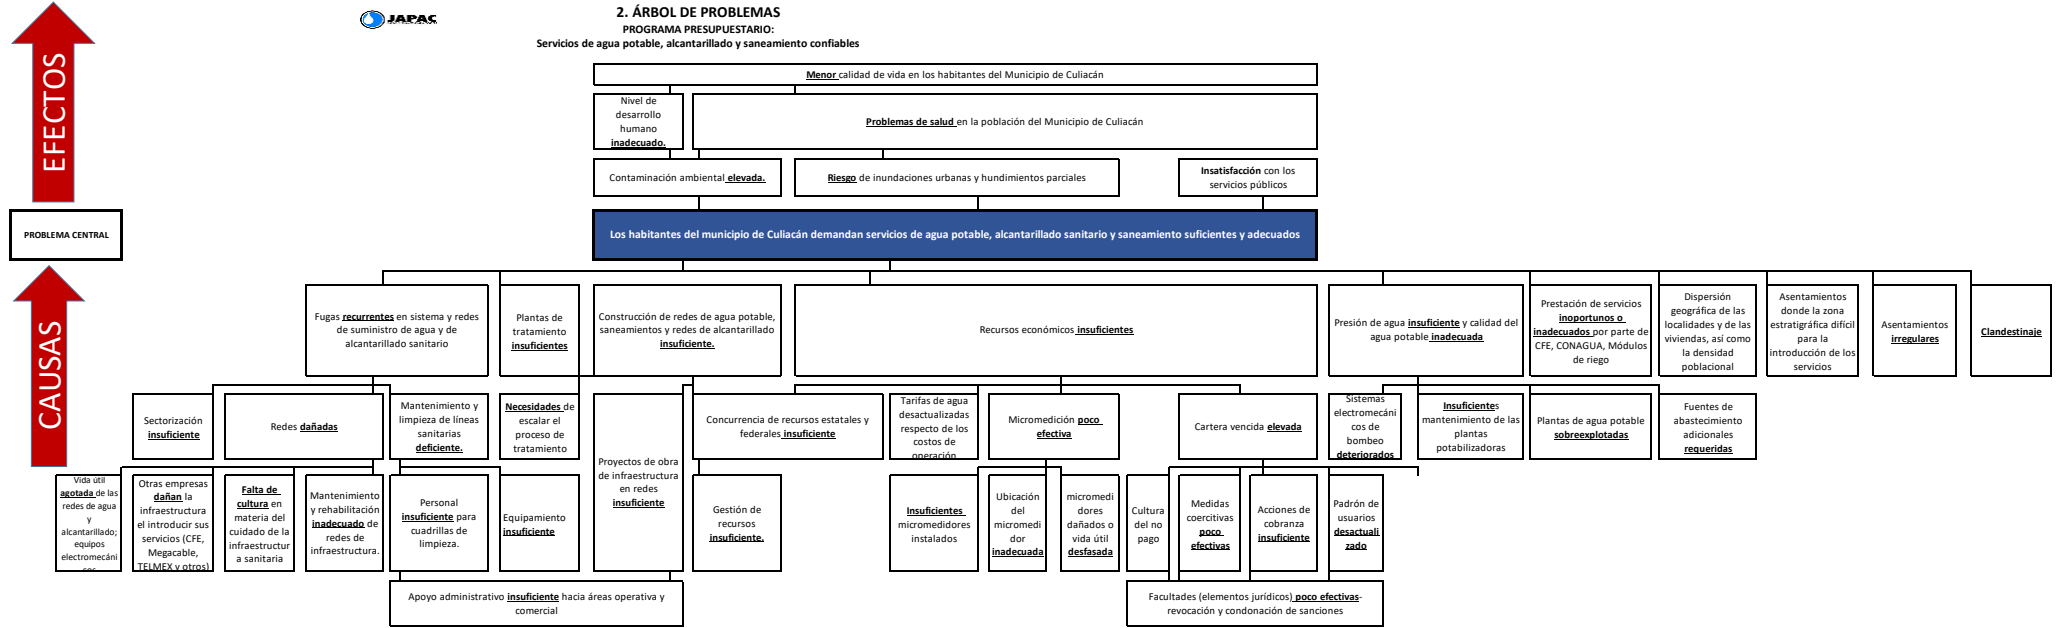 JAPAC
2. ÁRBOL DE PROBLEMAS
PROGRAMA PRESUPUESTARIO:
Servicios de agua potable, alcantarillado y saneamiento confiables
EFECTOS
Menor calidad de vida en los habitantes del Municipio de Culiacán
Nivel de
desarrollo
humano
inadecuado.
Problemas de salud en la población del Municipio de Culiacán
Contaminación ambiental elevada.
Riesgo de inundaciones urbanas y hundimientos parciales
Insatisfacción con los
servicios públicos
PROBLEMA CENTRAL
Los habitantes del municipio de Culiacán demandan servicios de agua potable, alcantarillado sanitario y saneamiento suficientes y adecuados
CAUSAS
Fugas recurrentes en sistema y redes
de suministro de agua y de
alcantarillado sanitario
Plantas de
tratamiento
insuficientes
Construcción de redes de agua potable,
saneamientos y redes de alcantarillado
insuficiente.
Recursos económicos insuficientes
Presión de agua insuficiente y calidad del
agua potable inadecuada
Prestación de servicios
inoportunos o
inadecuados por parte de
CFE, CONAGUA, Módulos
de riego
Dispersión
geográfica de las
localidades y de las
viviendas, así como
la densidad
poblacional
Asentamientos
donde la zona
estratigráfica difícil
para la
introducción de los
servicios
Asentamientos
irregulares
Clandestinaje
Sectorización
insuficiente
Redes dañadas
Mantenimiento y
limpieza de líneas
sanitarias
deficiente.
Necesidades de
escalar el
proceso de
tratamiento
Proyectos de obra
de infraestructura
en redes
insuficiente
Concurrencia de recursos estatales y
federales insuficiente
Tarifas de agua
desactualizadas
respecto de los
costos de
operación
Micromedición poco
efectiva
Cartera vencida elevada
Sistemas
electromecáni
cos de bombeo
deteriorados
Insuficientes
mantenimiento de las
plantas
potabilizadoras
Plantas de agua potable
sobreexplotadas
Fuentes de
abastecimiento
adicionales
requeridas
Vida útil
agotada de las
redes de agua
y
alcantarillado;
equipos
electromecáni
Otras empresas
dañan la
infraestructura
el introducir sus
servicios (CFE,
Megacable,
TELMEX y otros)
Falta de
cultura en
materia del
cuidado de la
infraestructur
a sanitaria
Mantenimiento
y rehabilitación
inadecuado de
redes de
infraestructura.
Personal
insuficiente para
cuadrillas de
limpieza.
Equipamiento
insuficiente
Gestión de
recursos
insuficiente.
Insuficientes
micromedidores
instalados
Ubicación
del
micromedi
dor
inadecuada
micromedi
dores
dañados o
vida útil
desfasada
Cultura
del no
pago
Medidas
coercitivas
poco
efectivas
Acciones de
cobranza
insuficiente
Padrón de
usuarios
desactuali
zado
Apoyo administrativo insuficiente hacia áreas operativa y
comercial
Facultades (elementos jurídicos) poco efectivas-
revocación y condonación de sanciones